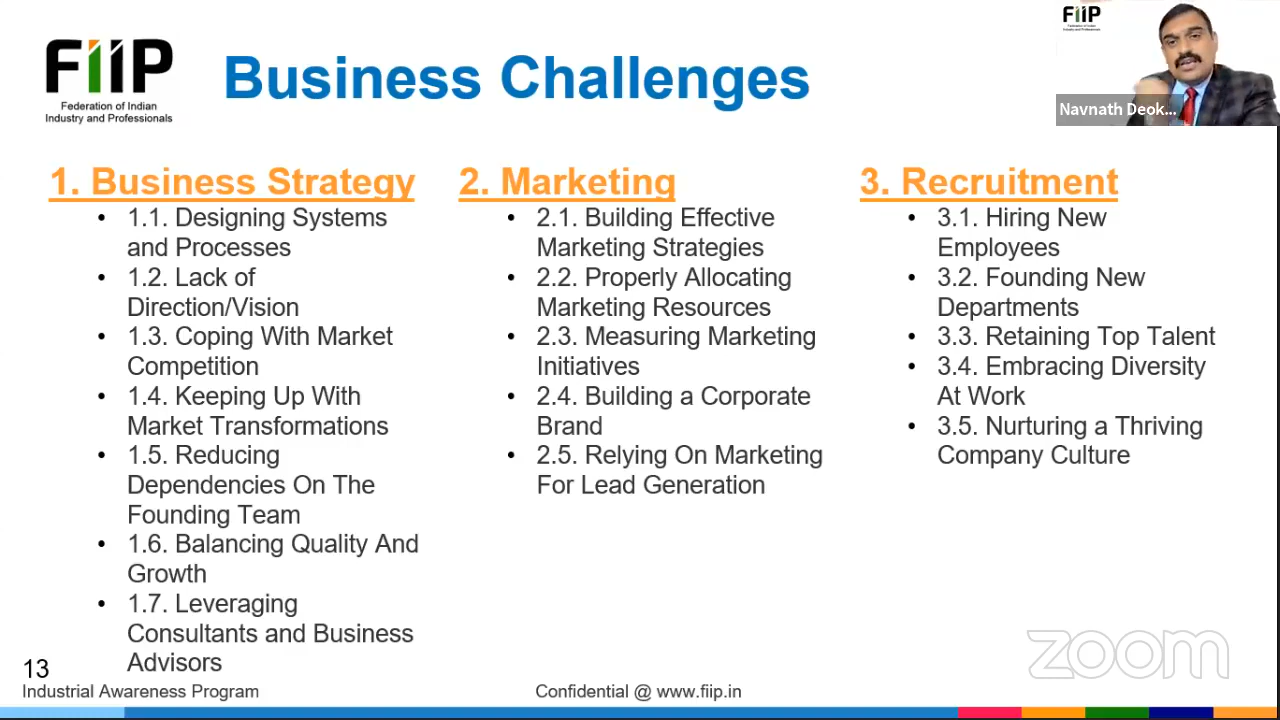 FiiP
Federation of Indian
Industry and Professionals
Business Challenges
FiiP
Federation of Indian
Industry and Professionals
Navnath Deok...
1. Business Strategy
• 1.1. Designing Systems
and Processes
• 1.2. Lack of
Direction/Vision
• 1.3. Coping With Market
Competition
• 1.4. Keeping Up With
Market Transformations
• 1.5. Reducing
Dependencies On The
Founding Team
• 1.6. Balancing Quality And
Growth
• 1.7. Leveraging
Consultants and Business
Advisors
2. Marketing
• 2.1. Building Effective
Marketing Strategies
• 2.2. Properly Allocating
Marketing Resources
• 2.3. Measuring Marketing
Initiatives
• 2.4. Building a Corporate
Brand
• 2.5. Relying On Marketing
For Lead Generation
3. Recruitment
• 3.1. Hiring New
Employees
• 3.2. Founding New
Departments
• 3.3. Retaining Top Talent
• 3.4. Embracing Diversity
At Work
• 3.5. Nurturing a Thriving
Company Culture
zoom
13
Industrial Awareness Program
Confidential @ www.fiip.in